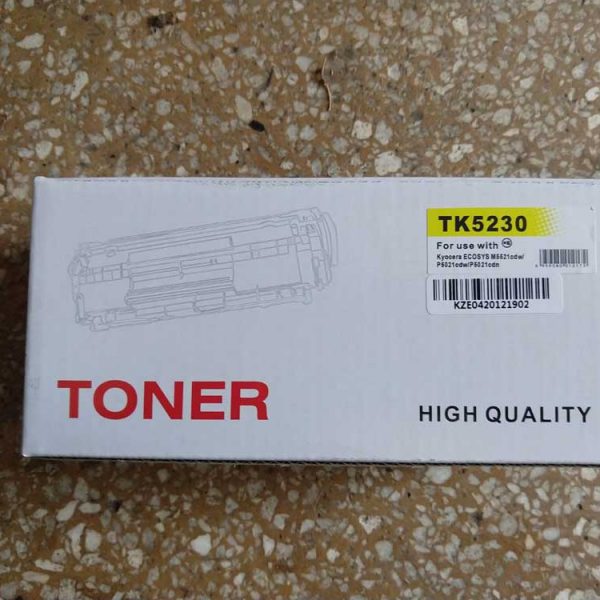 TK5230
For use with
Kyocera ECOSYS M5521cdw/
P5021cdw/P5021cdn
KZE0420121902
TONER
HIGH QUALITY